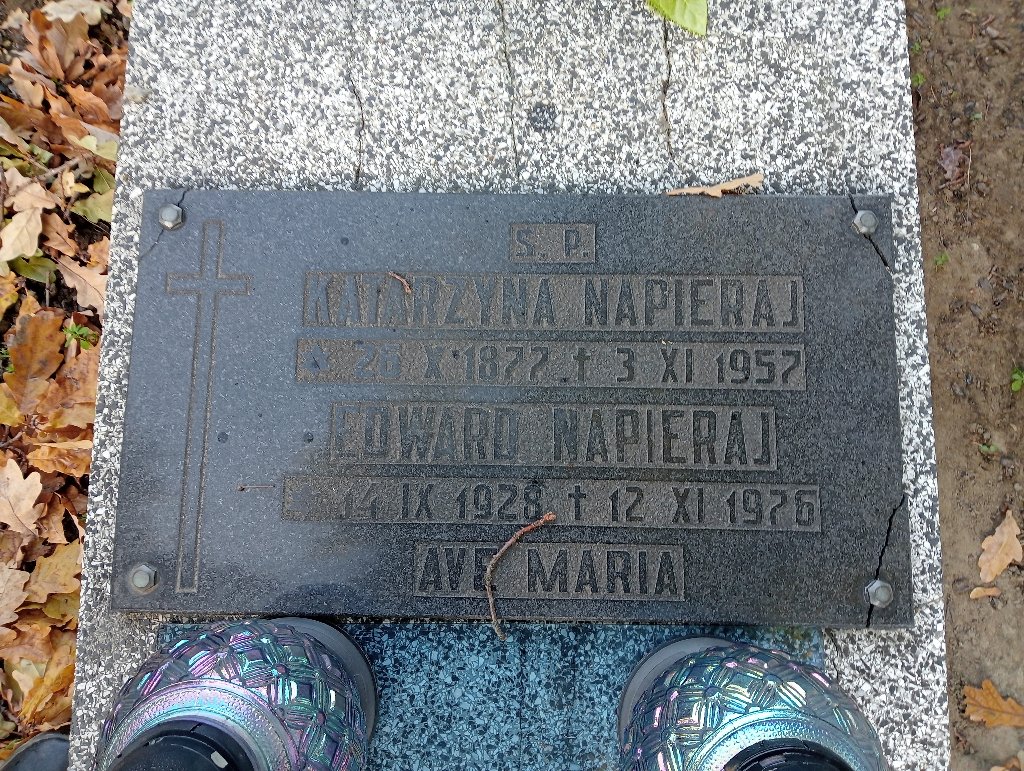 Ś. P.
KATARZYNA NAPIERAJ
* 26 X 1877 † 3 XI 1957
EDWARD NAPIERAJ
* 14 IX 1928 † 12 XI 1976
AVE MARIA